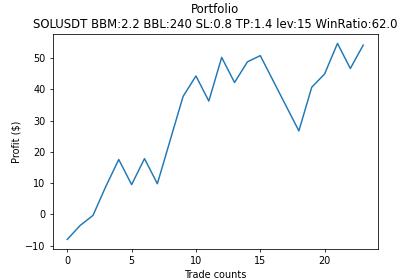 Portfolio
SOLUSDT BBM:2.2 BBL:240 SL:0.8 TP:1.4 lev:15 WinRatio:62.0
50
40
30
20
10
0
−10
Profit ($)
0 5 10 15 20
Trade counts